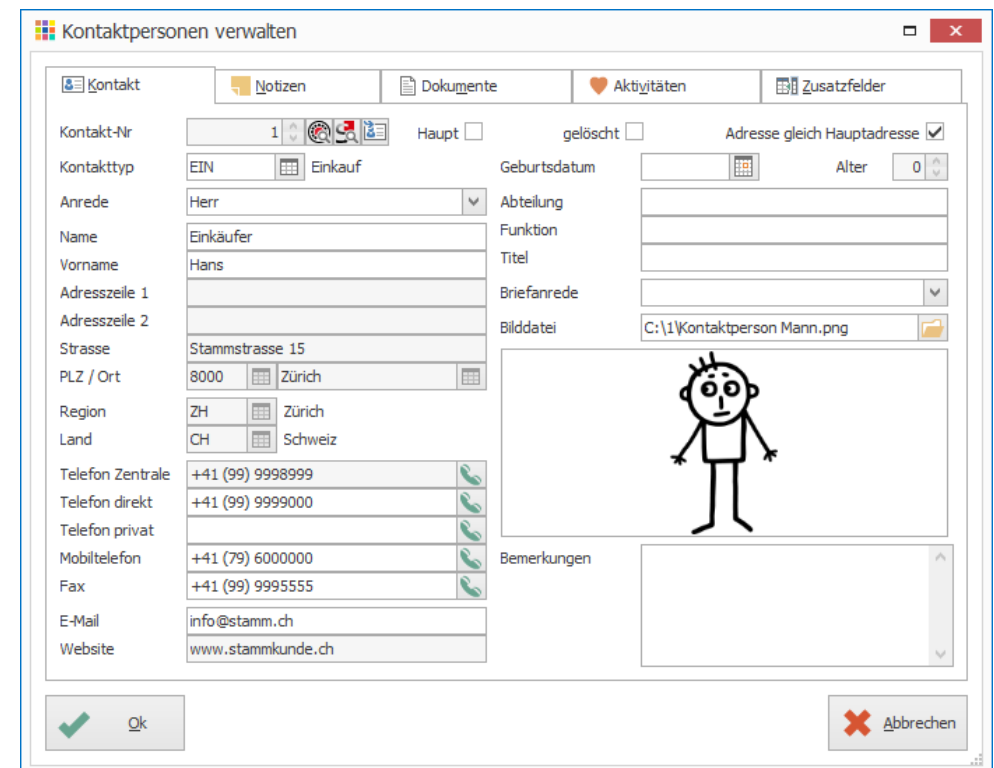 Kontaktpersonen verwalten
Kontakt Notizen Dokumente Aktivitäten Zusatzfelder
Kontakt-Nr 1 Haupt gelöscht Adresse gleich Hauptadresse
Kontakttyp EIN Einkauf Geburtsdatum Alter 0
Anrede Herr Abteilung
Funktion
Name Einkäufer
Titel
Vorname Hans
Adresszeile 1 Briefanrede
Adresszeile 2
Bilddatei C:\1\Kontaktperson Mann.png
Strasse Stammstrasse 15
PLZ / Ort 8000 Zürich
Region ZH Zürich
Land CH Schweiz
Telefon Zentrale +41 (99) 9998999
Telefon direkt +41 (99) 9999000
Telefon privat
Mobiltelefon +41 (79) 6000000 Bemerkungen
Fax +41 (99) 9995555
E-Mail info@stamm.ch
Website www.stammkunde.ch
Ok Abbrechen